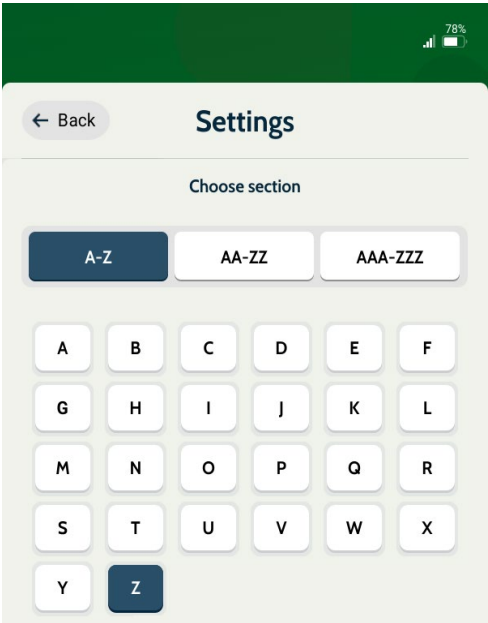 78%
← Back
Settings
Choose section
A-Z AA-ZZ AAA-ZZZ
A B C D E F
G H I J K L
M N O P Q R
S T U V W X
Y Z